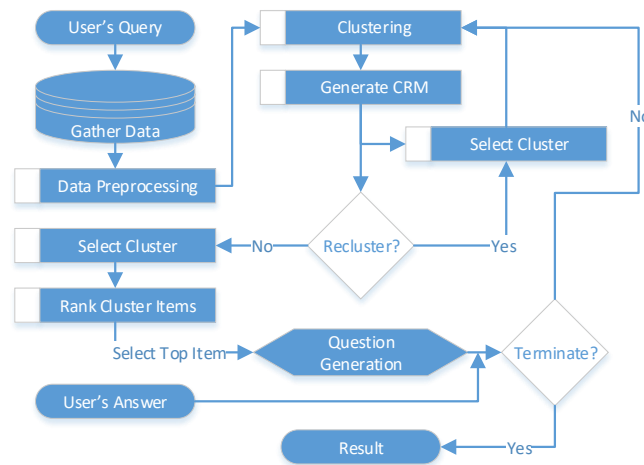 User's Query
Clustering
Gather Data
Generate CRM
No
Select Cluster
Data Preprocessing
Select Cluster
No
Recluster?
Yes
Rank Cluster Items
Select Top Item
Question
Generation
Terminate?
User's Answer
Result
Yes